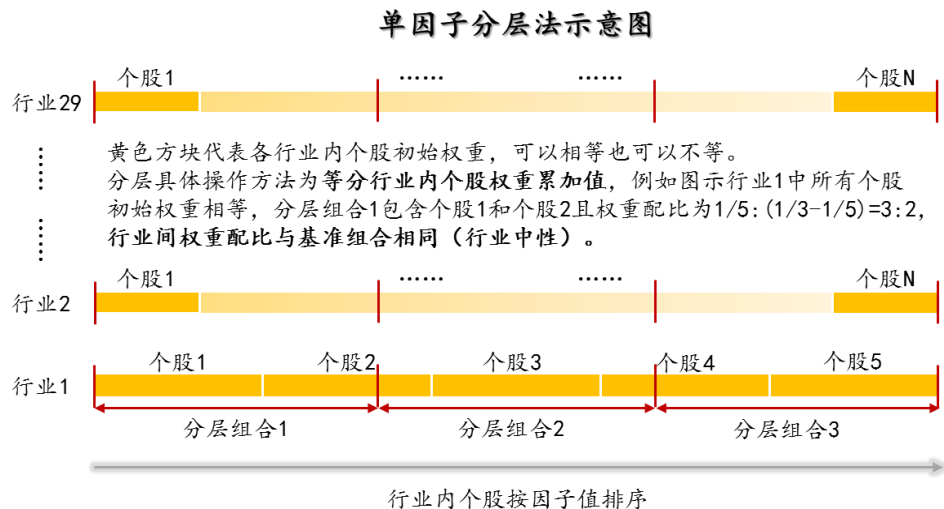 单因子分层法示意图
个股1 …… …… 个股N
行业29
……
黄色方块代表各行业内个股初始权重，可以相等也可以不等。
分层具体操作方法为等分行业内个股权重累加值，例如图示行业1中所有个股
初始权重相等，分层组合1包含个股1和个股2且权重配比为1/5:(1/3-1/5)=3:2，
行业间权重配比与基准组合相同（行业中性）。
……
个股1 …… …… 个股N
行业2
个股1 个股2 个股3 个股4 个股5
行业1
分层组合1 分层组合2 分层组合3
行业内个股按因子值排序